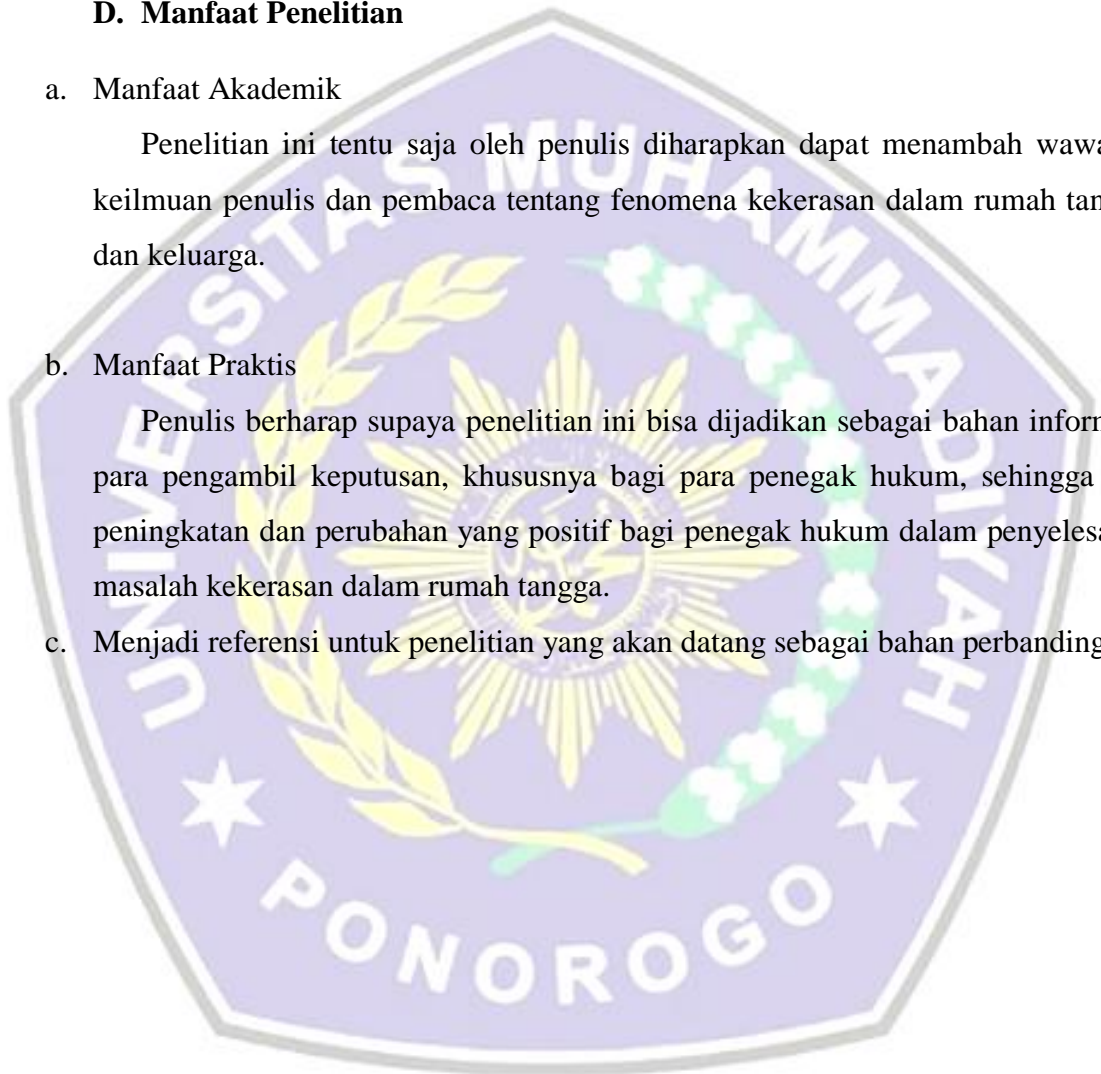 D. Manfaat Penelitian
a. Manfaat Akademik
Penelitian ini tentu saja oleh penulis diharapkan dapat menambah wawa
keilmuan penulis dan pembaca tentang fenomena kekerasan dalam rumah tan
dan keluarga.
b. Manfaat Praktis
Penulis berharap supaya penelitian ini bisa dijadikan sebagai bahan inform
para pengambil keputusan, khususnya bagi para penegak hukum, sehingga
peningkatan dan perubahan yang positif bagi penegak hukum dalam penyelesa
masalah kekerasan dalam rumah tangga.
c. Menjadi referensi untuk penelitian yang akan datang sebagai bahan perbanding
UNIVERSITAS MUHAMMADIYAH
PONOROGO